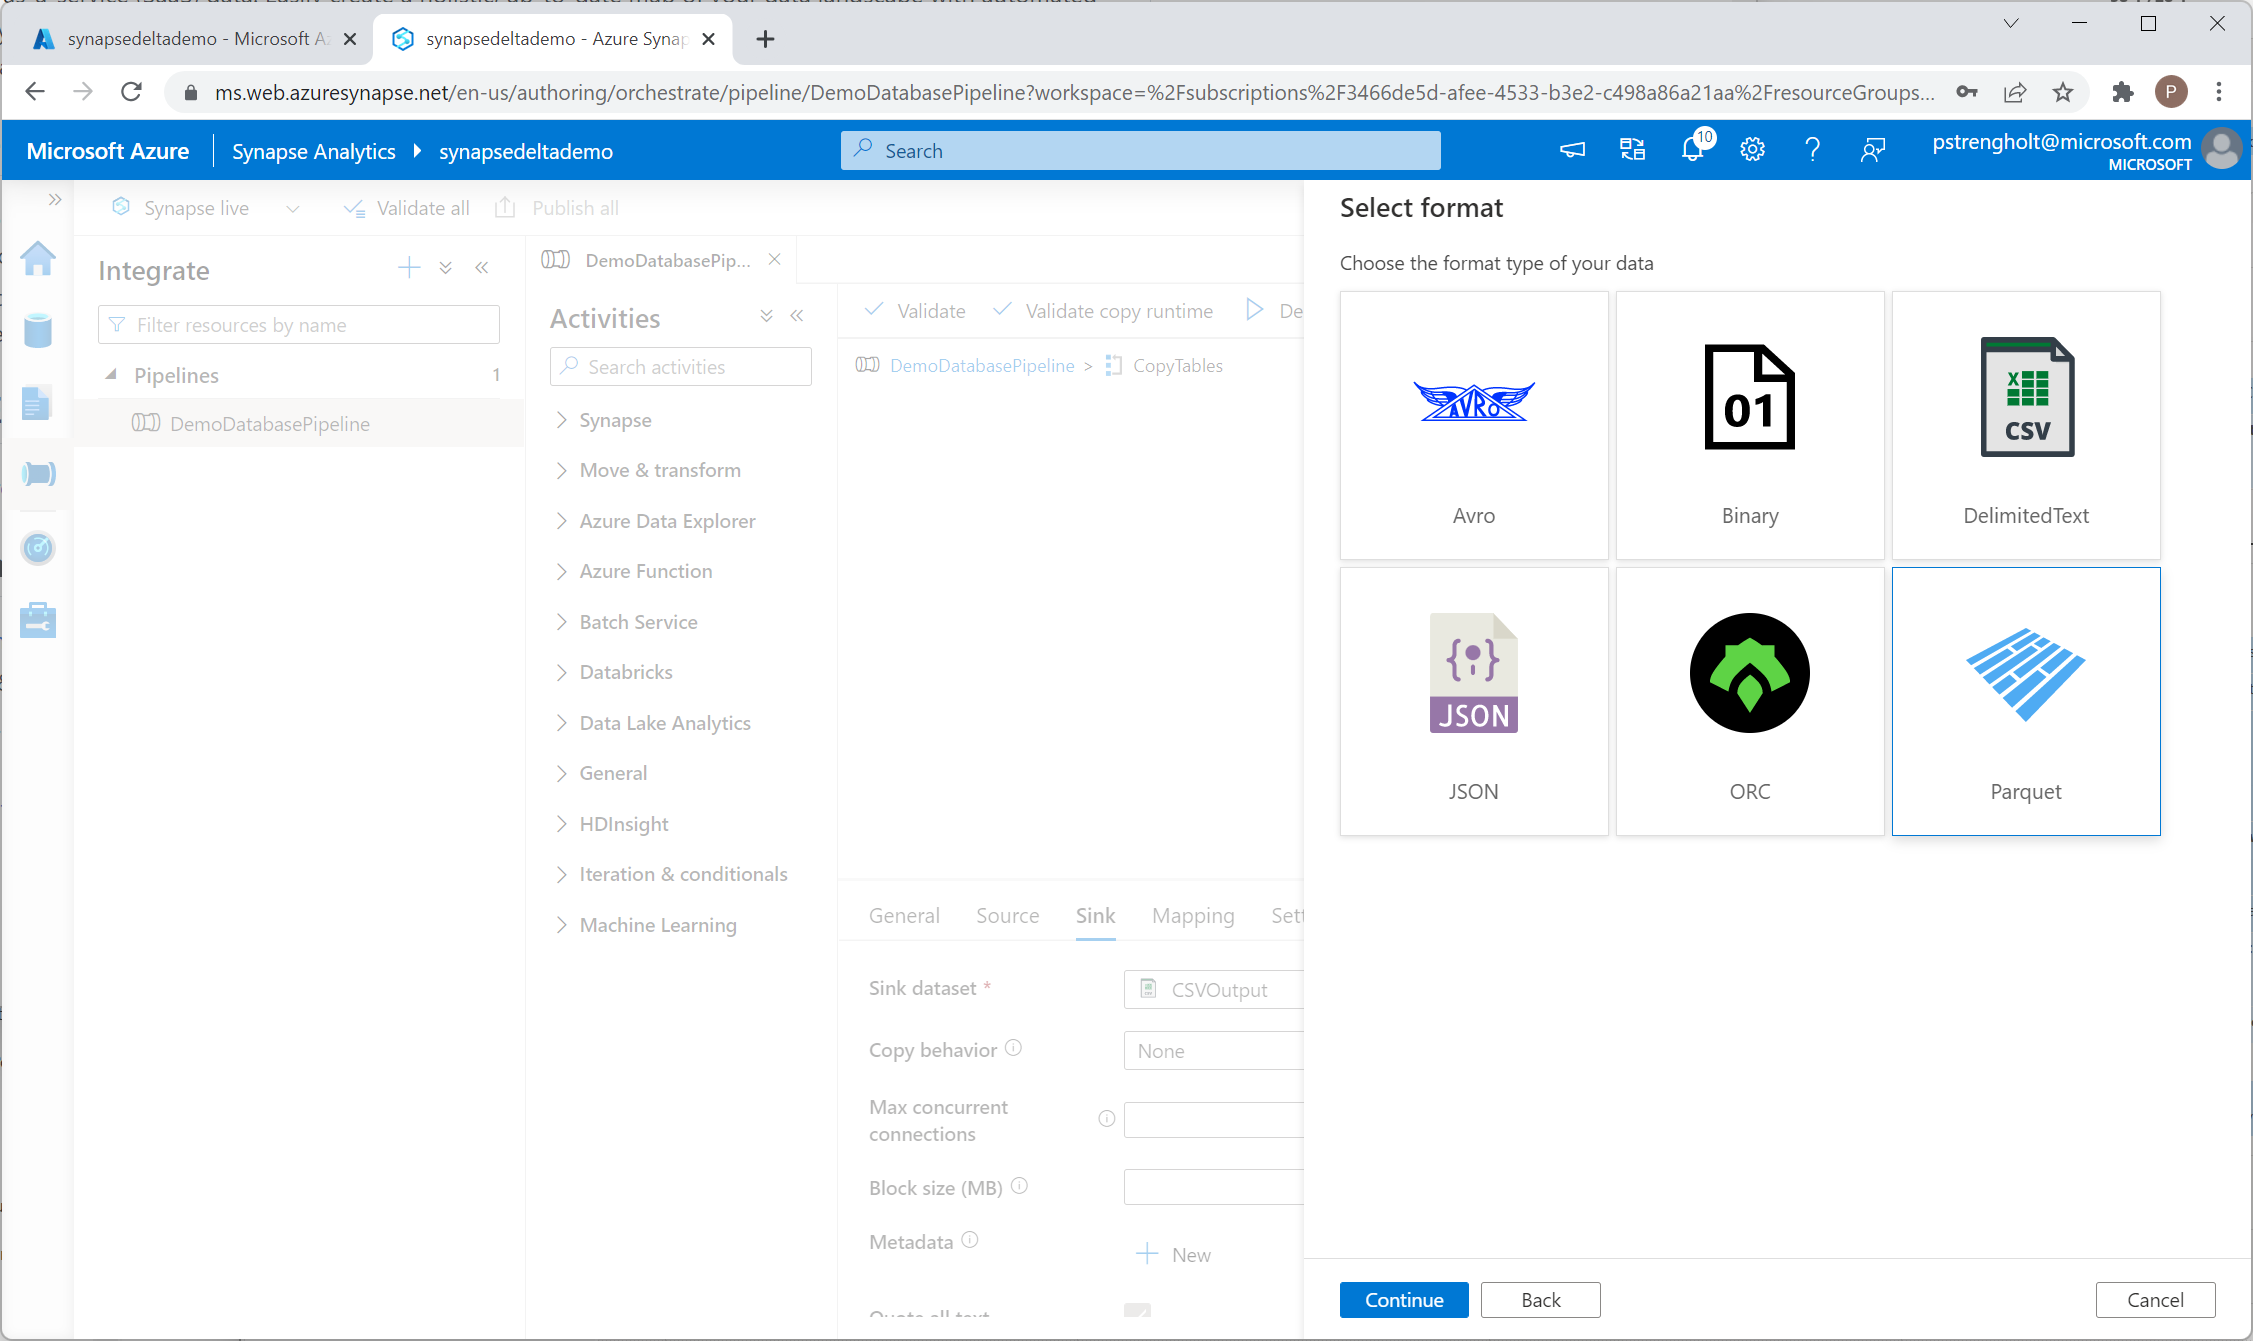 synapsedeltademo - Microsoft Az
synapsedeltademo - Azure Synap
ms.web.azuresynapse.net/en-us/authoring/orchestrate/pipeline/DemoDatabasePipeline?workspace=%2Fsubscriptions%2F3466de5d-afee-4533-b3e2-c498a86a21aa%2FresourceGroups...
P
Microsoft Azure
Synapse Analytics
synapsedeltademo
Search
10
pstrengholt@microsoft.com
MICROSOFT
Synapse live
Validate all
Publish all
Integrate
Filter resources by name
Pipelines
1
DemoDatabasePipeline
DemoDatabasePip...
Activities
Search activities
Synapse
Move & transform
Azure Data Explorer
Azure Function
Batch Service
Databricks
Data Lake Analytics
General
HDInsight
Iteration & conditionals
Machine Learning
Validate
Validate copy runtime
De
DemoDatabasePipeline > CopyTables
General
Source
Sink
Mapping
Sett
Sink dataset *
CSVOutput
Copy behavior
None
Max concurrent
connections
Block size (MB)
Metadata
New
Quote all text
Select format
Choose the format type of your data
AVRO
Avro
01
Binary
CSV
DelimitedText
JSON
JSON
ORC
Parquet
Continue
Back
Cancel